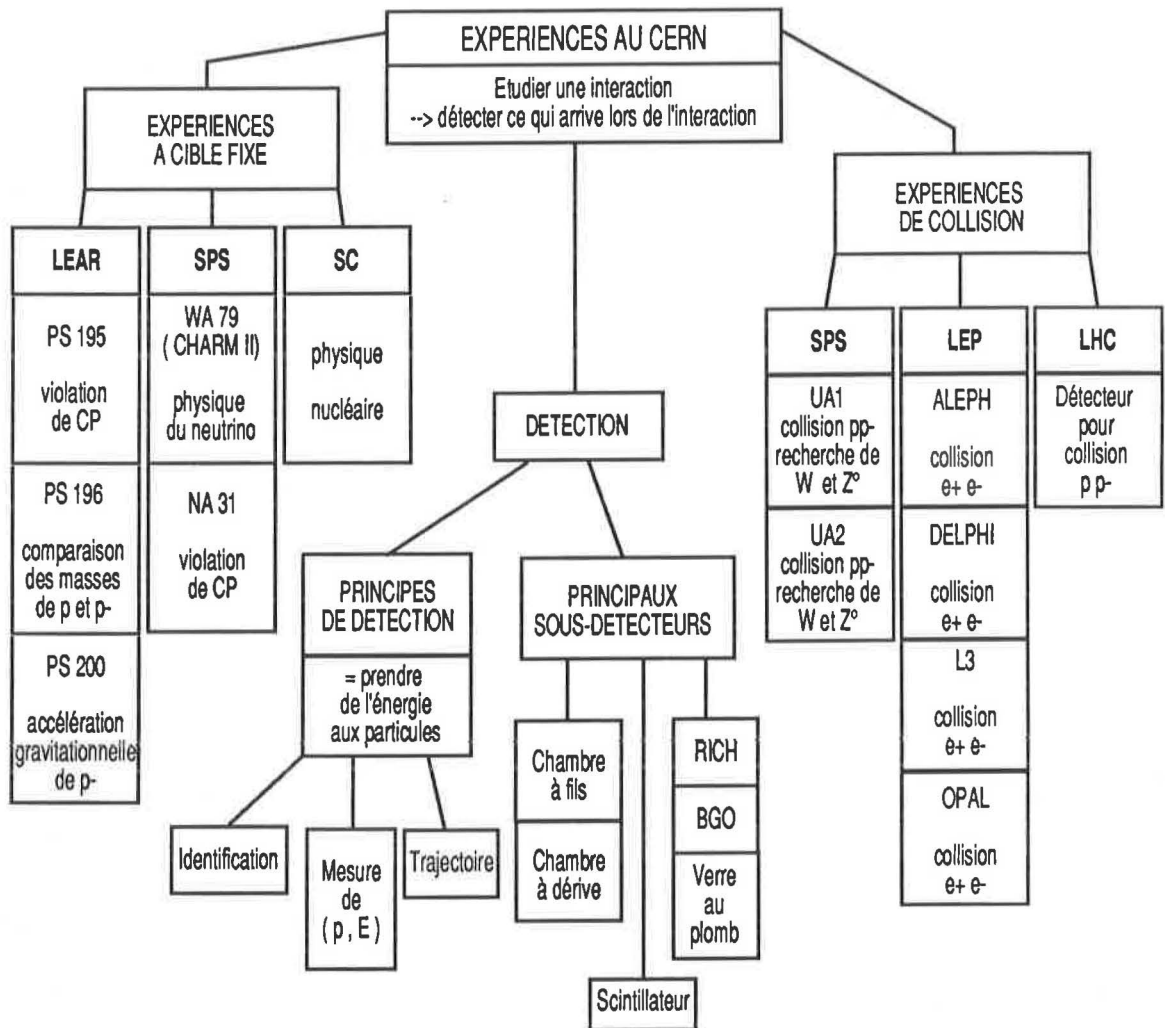 EXPERIENCES AU CERN
Etudier une interaction
--> détecter ce qui arrive lors de l'interaction
EXPERIENCES
A CIBLE FIXE
LEAR
PS 195
violation
de CP
PS 196
comparaison
des masses
de p et p-
PS 200
accélération
gravitationnelle
de p-
SPS
WA 79
( CHARM II)
physique
du neutrino
NA 31
violation
de CP
SC
physique
nucléaire
DETECTION
PRINCIPES
DE DETECTION
= prendre
de l'énergie
aux particules
Identification
Mesure
de
( p , E )
Trajectoire
PRINCIPAUX
SOUS-DETECTEURS
Chambre
à fils
Chambre
à dérive
Scintillateur
RICH
BGO
Verre
au
plomb
EXPERIENCES
DE COLLISION
SPS
UA1
collision pp-
recherche de
W et Z°
UA2
collision pp-
recherche de
W et Z°
LEP
ALEPH
collision
e+ e-
DELPHI
collision
e+ e-
L3
collision
e+ e-
OPAL
collision
e+ e-
LHC
Détecteur
pour
collision
p p-